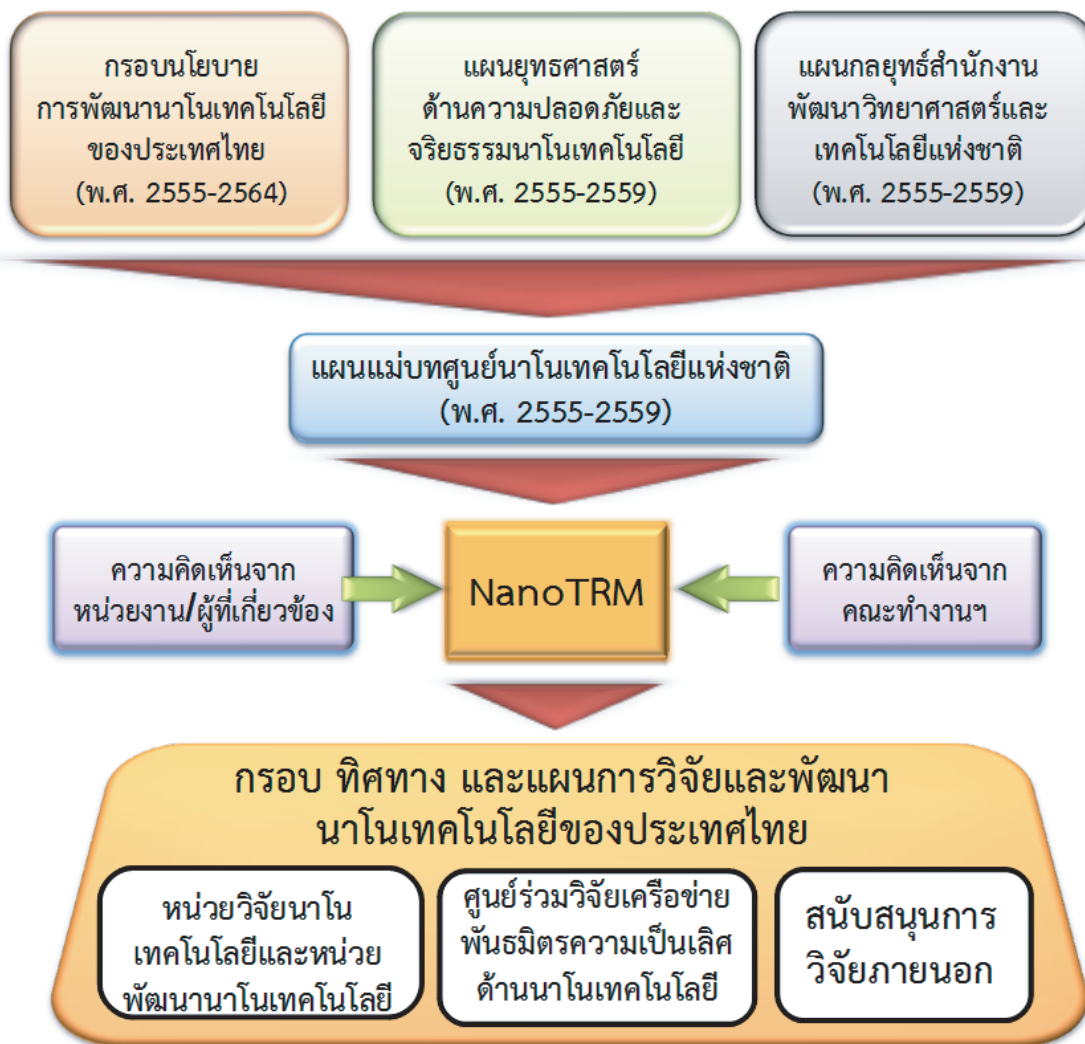 กรอบนโยบาย
การพัฒนานาโนเทคโนโลยี
ของประเทศไทย
(พ.ศ. 2555-2564)
แผนยุทธศาสตร์
ด้านความปลอดภัยและ
จริยธรรมนาโนเทคโนโลยี
(พ.ศ. 2555-2559)
แผนกลยุทธ์สำนักงาน
พัฒนาวิทยาศาสตร์และ
เทคโนโลยีแห่งชาติ
(พ.ศ. 2555-2559)
แผนแม่บทศูนย์นาโนเทคโนโลยีแห่งชาติ
(พ.ศ. 2555-2559)
ความคิดเห็นจาก
หน่วยงาน/ผู้ที่เกี่ยวข้อง
NanoTRM
ความคิดเห็นจาก
คณะทำงานฯ
กรอบ ทิศทาง และแผนการวิจัยและพัฒนา
นาโนเทคโนโลยีของประเทศไทย
หน่วยวิจัยนาโน
เทคโนโลยีและหน่วย
พัฒนานาโนเทคโนโลยี
ศูนย์ร่วมวิจัยเครือข่าย
พันธมิตรความเป็นเลิศ
ด้านนาโนเทคโนโลยี
สนับสนุนการ
วิจัยภายนอก